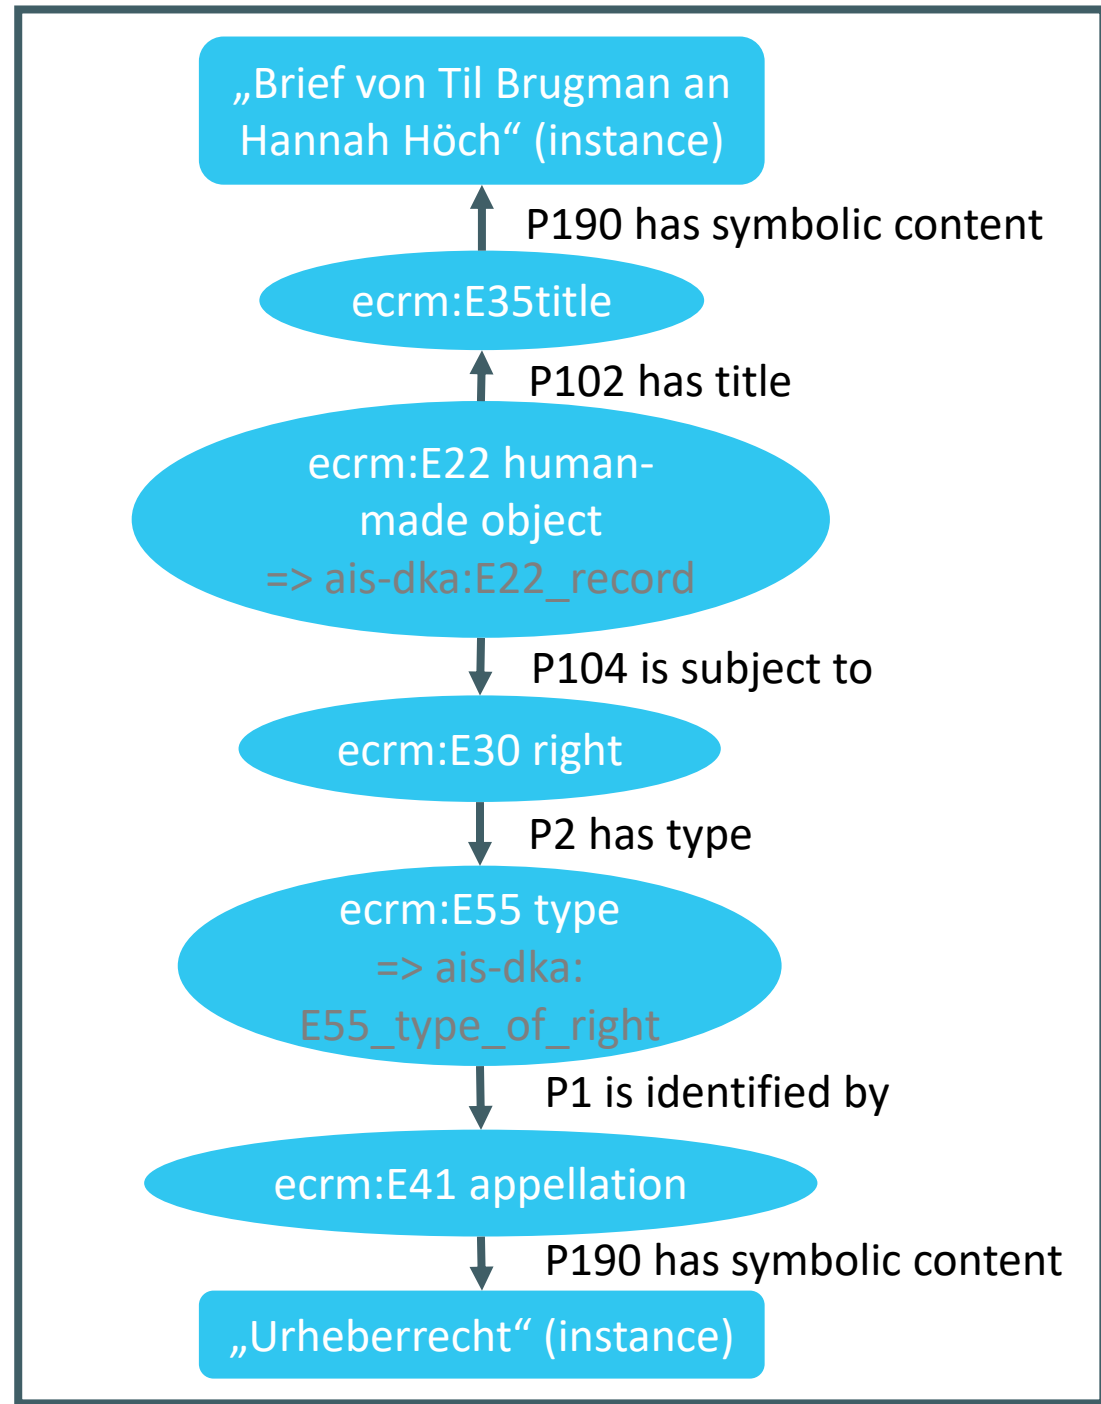 „Brief von Til Brugman an
Hannah Höch“ (instance)
P190 has symbolic content
ecrm:E35title
P102 has title
ecrm:E22 human-
made object
=> ais-dka:E22_record
P104 is subject to
ecrm:E30 right
P2 has type
ecrm:E55 type
=> ais-dka:
E55_type_of_right
P1 is identified by
ecrm:E41 appellation
P190 has symbolic content
„Urheberrecht“ (instance)